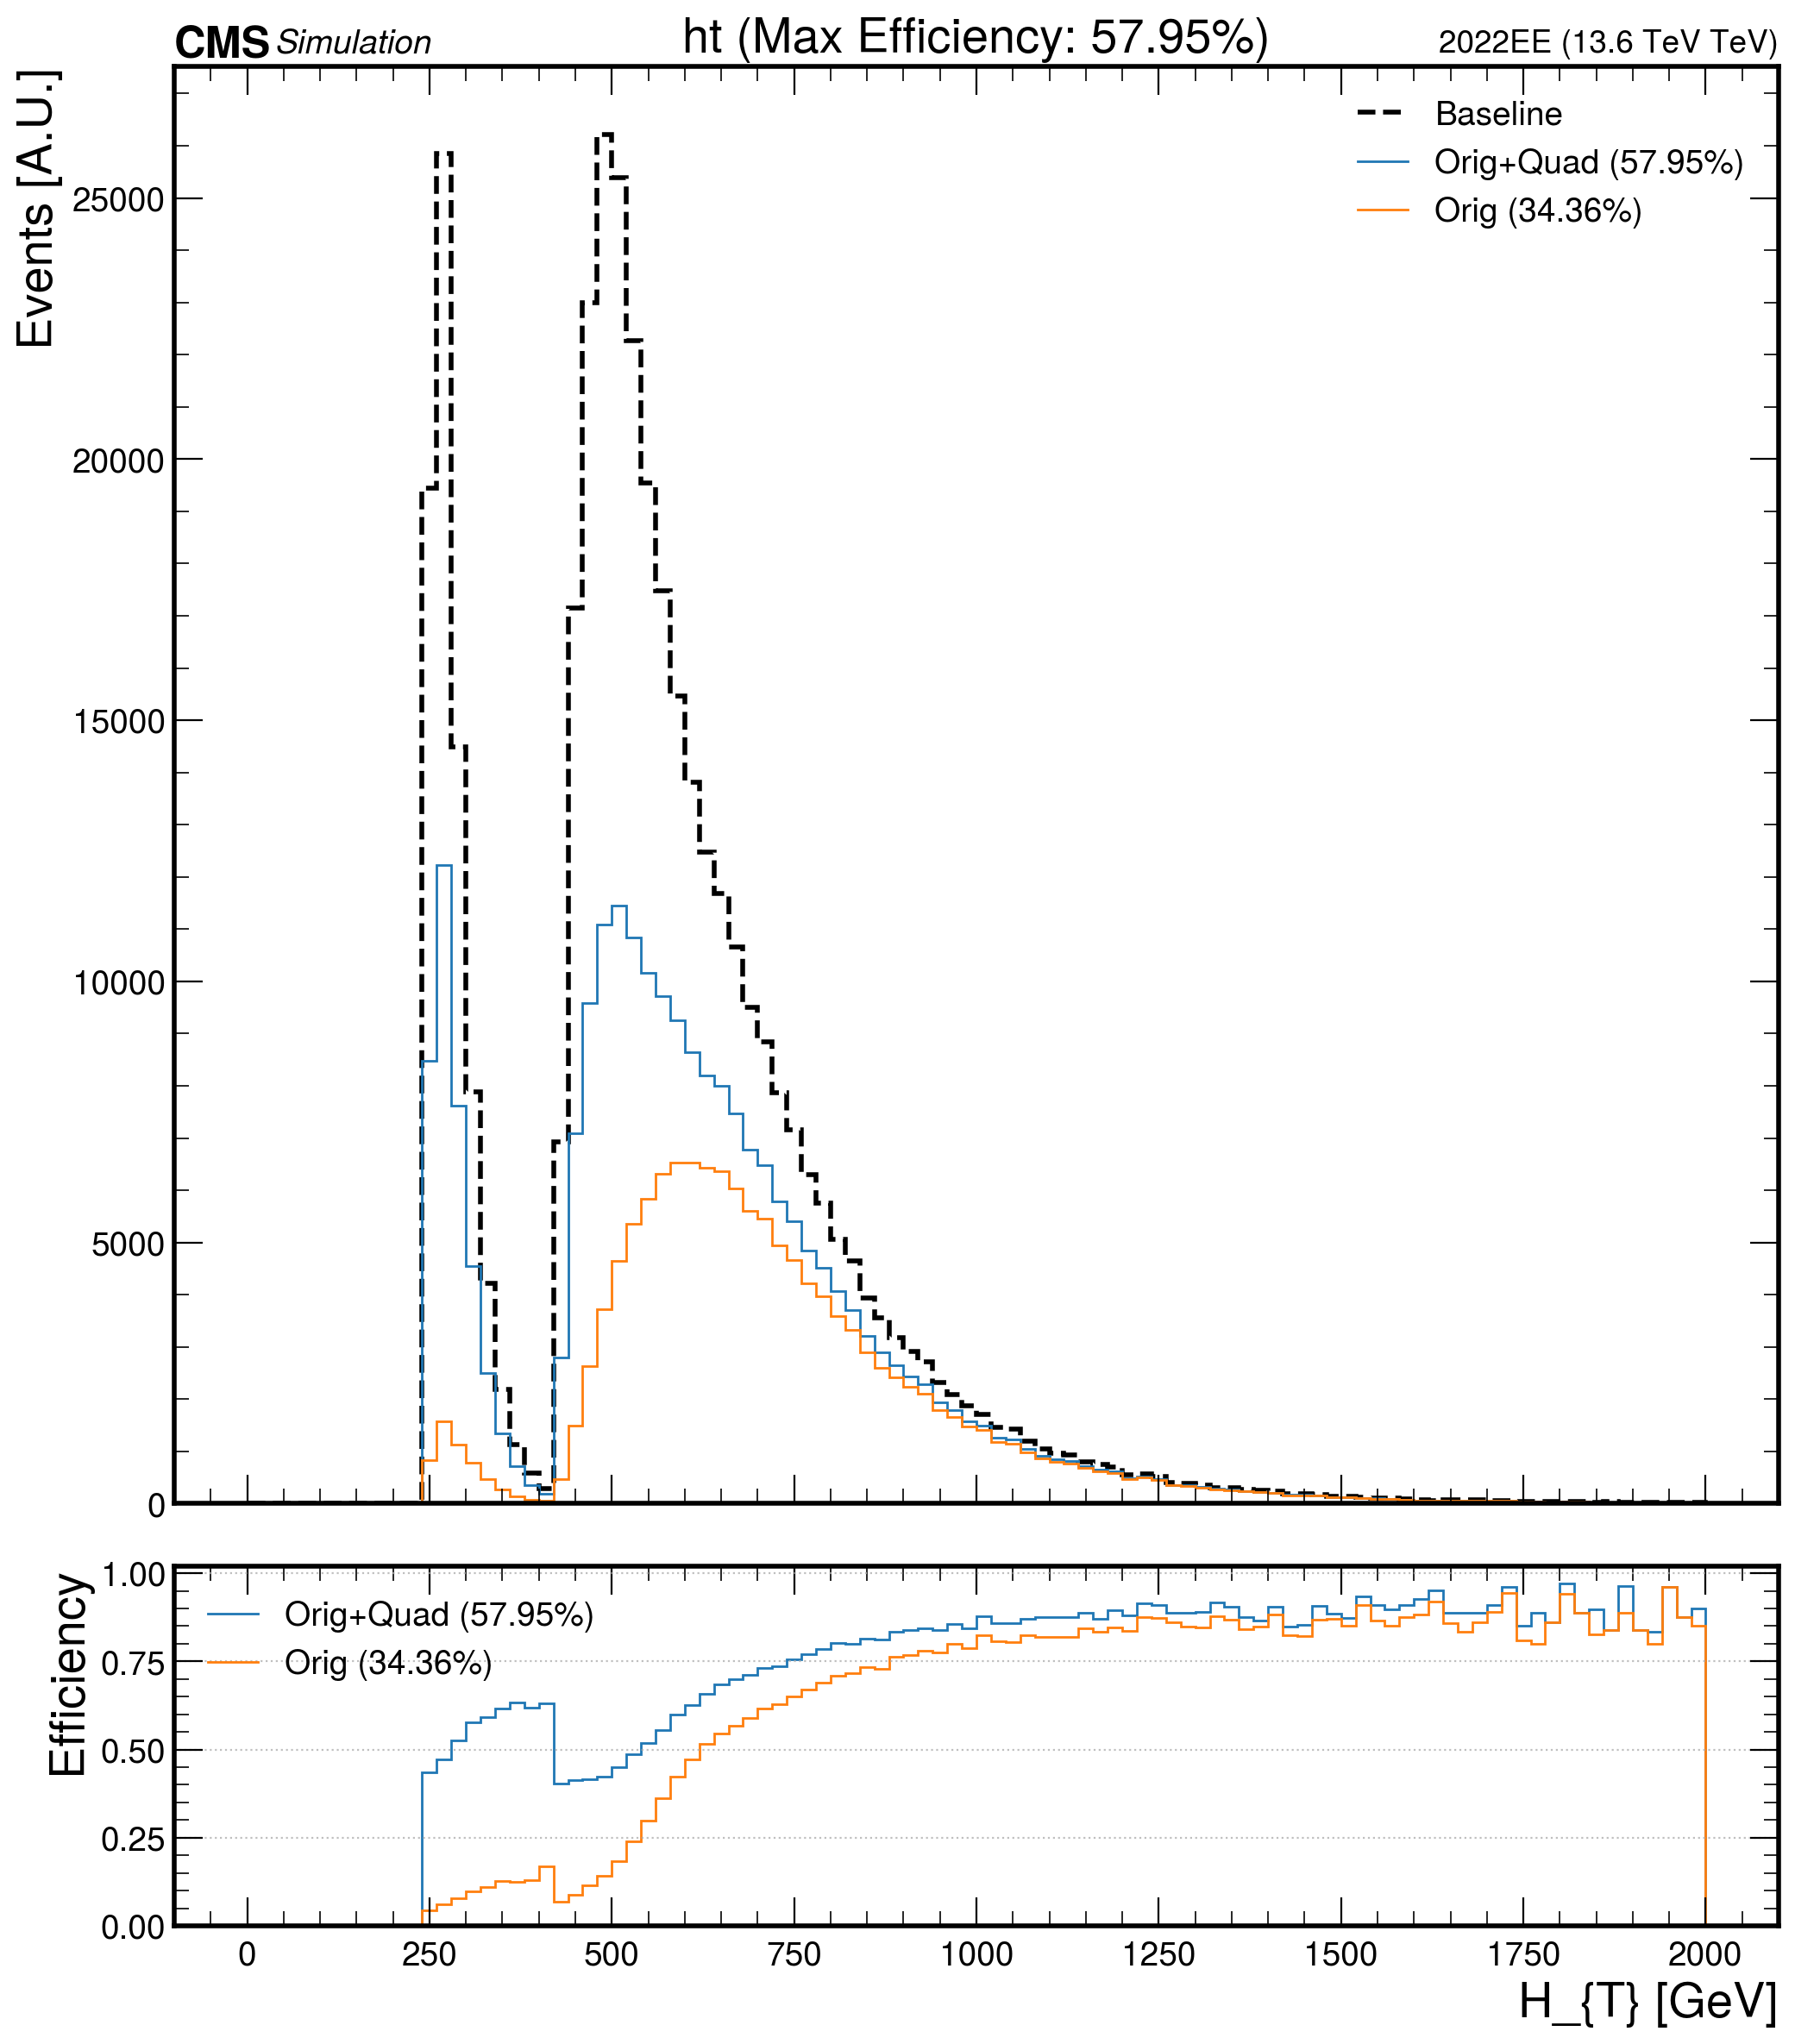 CMS Simulation
ht (Max Efficiency: 57.95%)
2022EE (13.6 TeV TeV)
Events [A.U.]
Baseline
Orig+Quad (57.95%)
Orig (34.36%)
25000
20000
15000
10000
5000
0
Efficiency
Orig+Quad (57.95%)
Orig (34.36%)
1.00
0.75
0.50
0.25
0.00
0 250 500 750 1000 1250 1500 1750 2000
H_{T} [GeV]